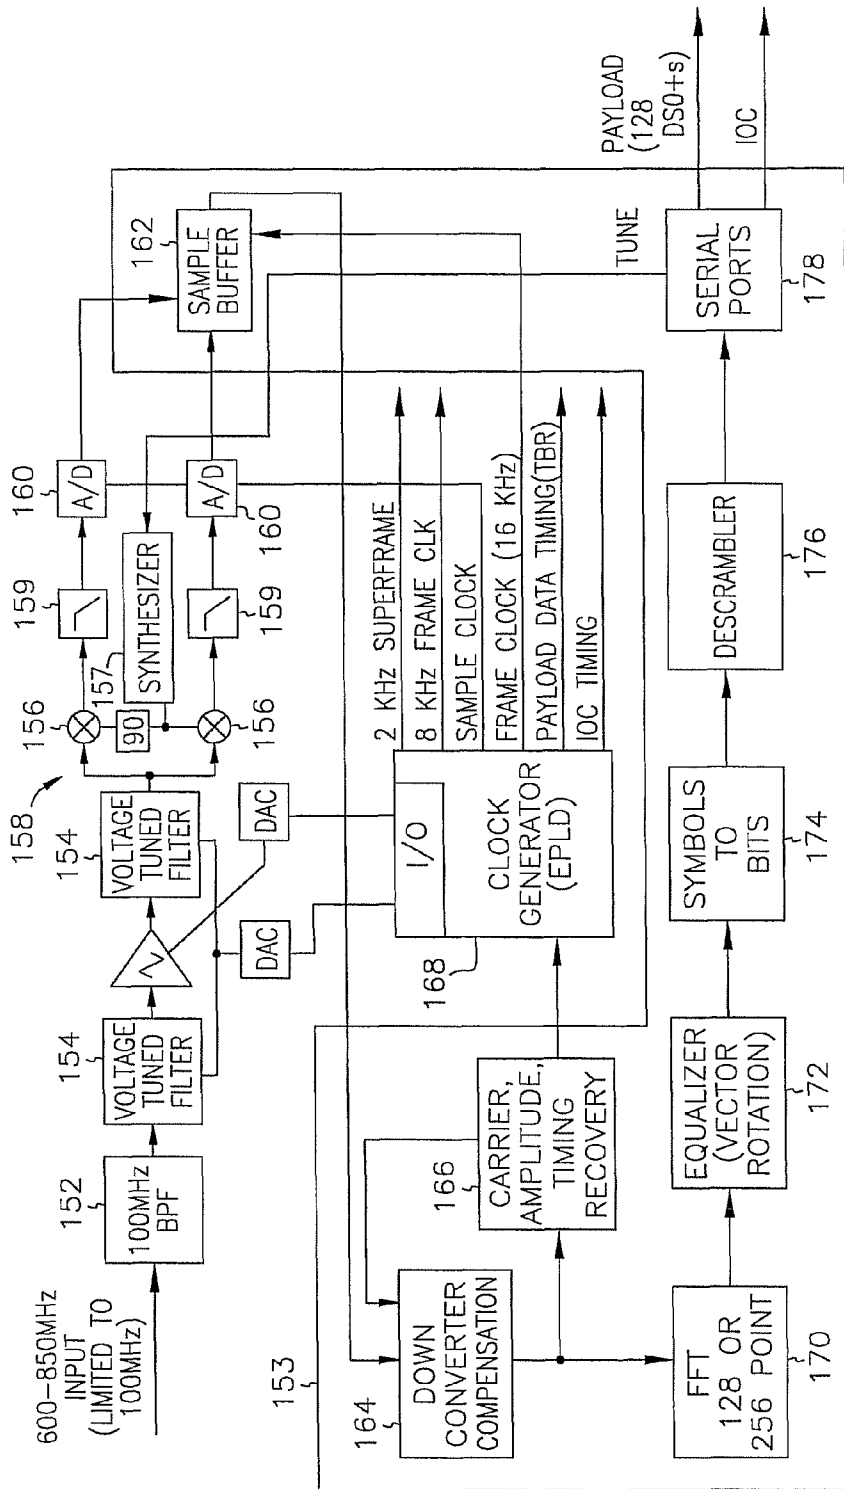 600-850MHz
INPUT
(LIMITED TO
100MHz)
152
100MHz
BPF
154
VOLTAGE
TUNED
FILTER
154
VOLTAGE
TUNED
FILTER
158
DAC
DAC
156
90
156
157
SYNTHESIZER
159
159
160
A/D
A/D
160
162
SAMPLE
BUFFER
153
164
DOWN
CONVERTER
COMPENSATION
166
CARRIER,
AMPLITUDE,
TIMING
RECOVERY
168
I/O
CLOCK
GENERATOR
(EPLD)
2 KHz SUPERFRAME
8 KHz FRAME CLK
SAMPLE CLOCK
FRAME CLOCK (16 KHz)
PAYLOAD DATA TIMING(TBR)
IOC TIMING
TUNE
PAYLOAD
(128
DS0+s)
IOC
FFT
128 OR
256 POINT
170
EQUALIZER
(VECTOR
ROTATION)
172
SYMBOLS
TO
BITS
174
DESCRAMBLER
176
SERIAL
PORTS
178